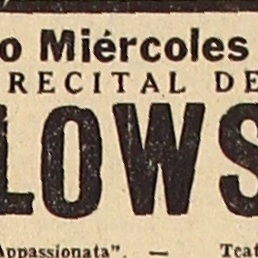 o Miércoles
RECITAL DE
LOWS
Appassionata". — Teat